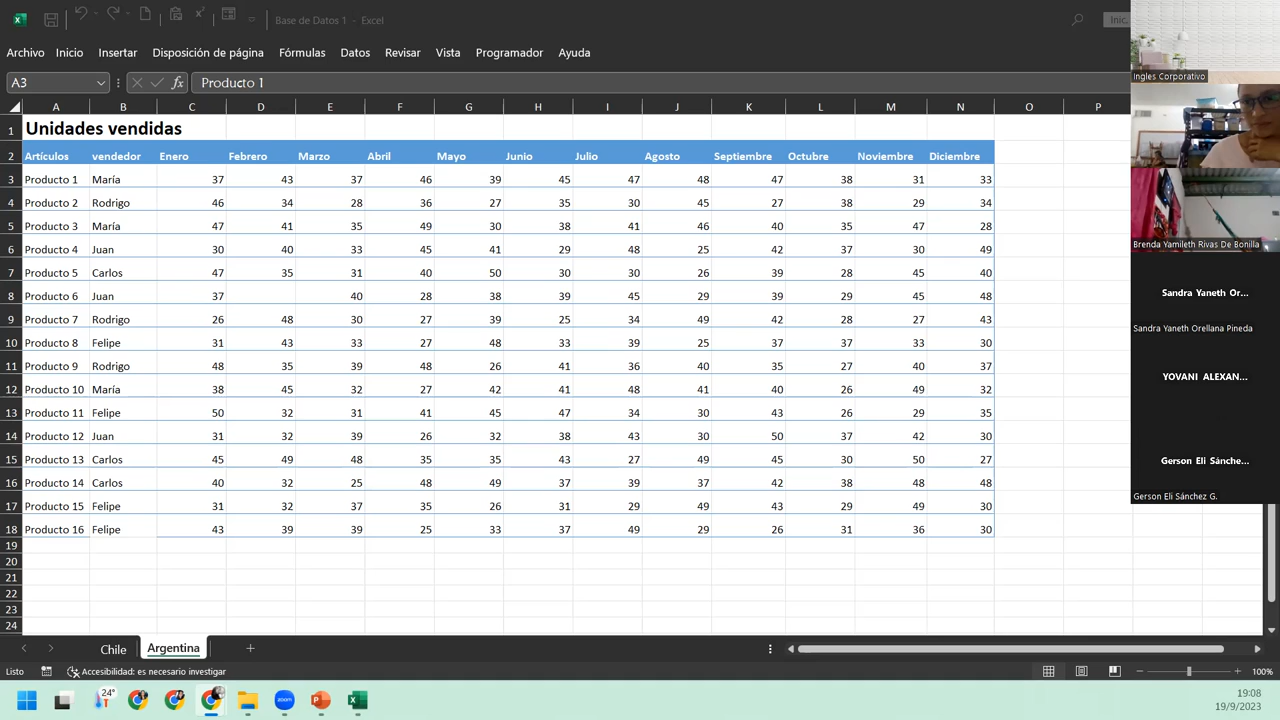 Base de Datos 1 - Excel
Inic
Archivo Inicio Insertar Disposición de página Fórmulas Datos Revisar Vista Programador Ayuda
A3 fx Producto 1
A B C D E F G H I J K L M N O P
1 Unidades vendidas
2 Artículos vendedor Enero Febrero Marzo Abril Mayo Junio Julio Agosto Septiembre Octubre Noviembre Diciembre
3 Producto 1 María 37 43 37 46 39 45 47 48 47 38 31 33
4 Producto 2 Rodrigo 46 34 28 36 27 35 30 45 27 38 29 34
5 Producto 3 María 47 41 35 49 30 38 41 46 40 35 47 28
6 Producto 4 Juan 30 40 33 45 41 29 48 25 42 37 30 49
7 Producto 5 Carlos 47 35 31 40 50 30 30 26 39 28 45 40
8 Producto 6 Juan 37 40 28 38 39 45 29 39 29 45 48
9 Producto 7 Rodrigo 26 48 30 27 39 25 34 49 42 28 27 43
10 Producto 8 Felipe 31 43 33 27 48 33 39 25 37 37 33 30
11 Producto 9 Rodrigo 48 35 39 48 26 41 36 40 35 27 40 37
12 Producto 10 María 38 45 32 27 42 41 48 41 40 26 49 32
13 Producto 11 Felipe 50 32 31 41 45 47 34 30 43 26 29 35
14 Producto 12 Juan 31 32 39 26 32 38 43 30 50 37 42 30
15 Producto 13 Carlos 45 49 48 35 35 43 27 49 45 30 50 27
16 Producto 14 Carlos 40 32 25 48 49 37 39 37 42 38 48 48
17 Producto 15 Felipe 31 32 37 35 26 31 29 49 43 29 49 30
18 Producto 16 Felipe 43 39 39 25 33 37 49 29 26 31 36 30
19
20
21
22
23
24
Ingles Corporativo
Brenda Yamileth Rivas De Bonilla
Sandra Yaneth Or...
Sandra Yaneth Orellana Pineda
YOVANI ALEXAN...
Gerson Eli Sánche...
Gerson Eli Sánchez G.
Chile Argentina
Listo Accesibilidad: es necesario investigar 100%
24°
zoom
19:08
19/9/2023